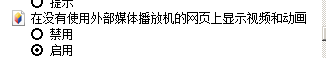 提示
在没有使用外部媒体播放机的网页上显示视频和动画
禁用
启用